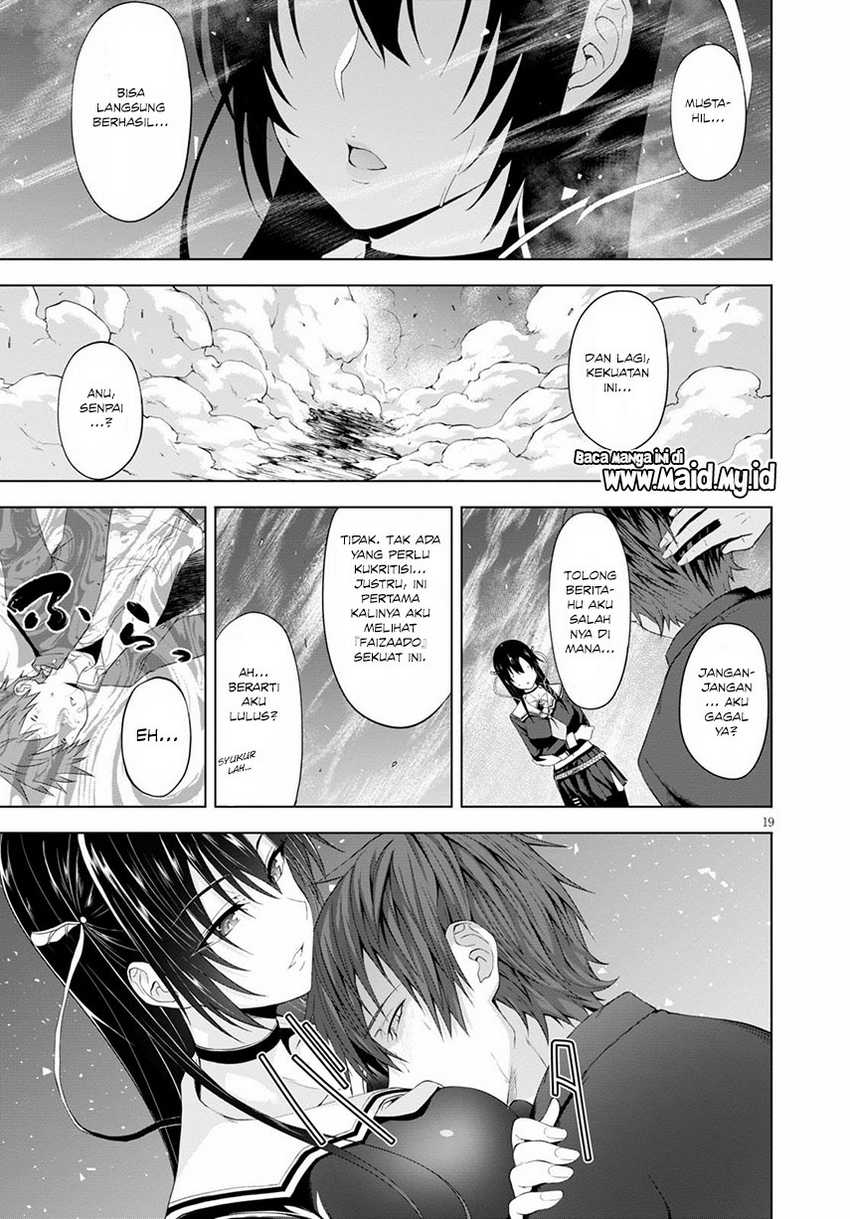 MUSTA-
HIL...
BISA
LANGSUNG
BERHASIL...
DAN LAGI,
KEKUATAN
INI...
ANU,
SENPAI
...?
Baca Manga ini di
www.Maid.My.id
TOLONG
BERITA-
HU AKU
SALAH
NYA DI
MANA...
JANGAN-
JANGAN...
... AKU
GAGAL
YA?
TIDAK. TAK ADA
YANG PERLU
KUKRITISI...
JUSTRU, INI
PERTAMA
KALINYA AKU
MELIHAT
『FAIZAADO』
SEKUAT INI.
AH...
BERARTI
AKU
LULUS?
SYUKUR
LAH...
EH...
ふら
19